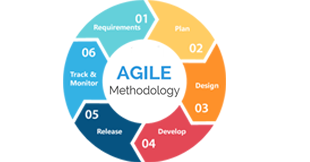 01
Requirements
Plan
02
Design
03
Develop
04
Release
05
Track &
Monitor
06
AGILE
Methodology